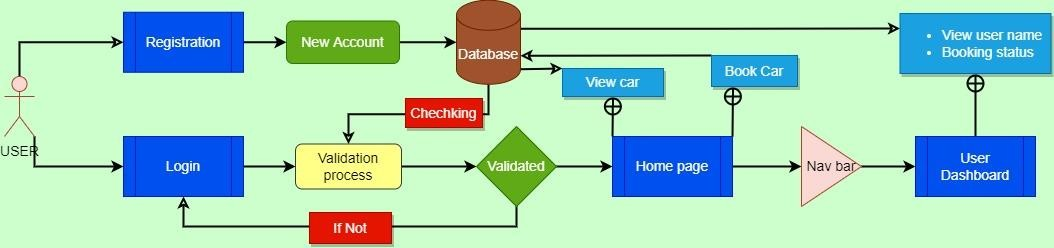 Registration
New Account
Database
View user name
Booking status
View car
Book Car
Chechking
USER
Login
Validation
process
Validated
Home page
Nav bar
User
Dashboard
If Not